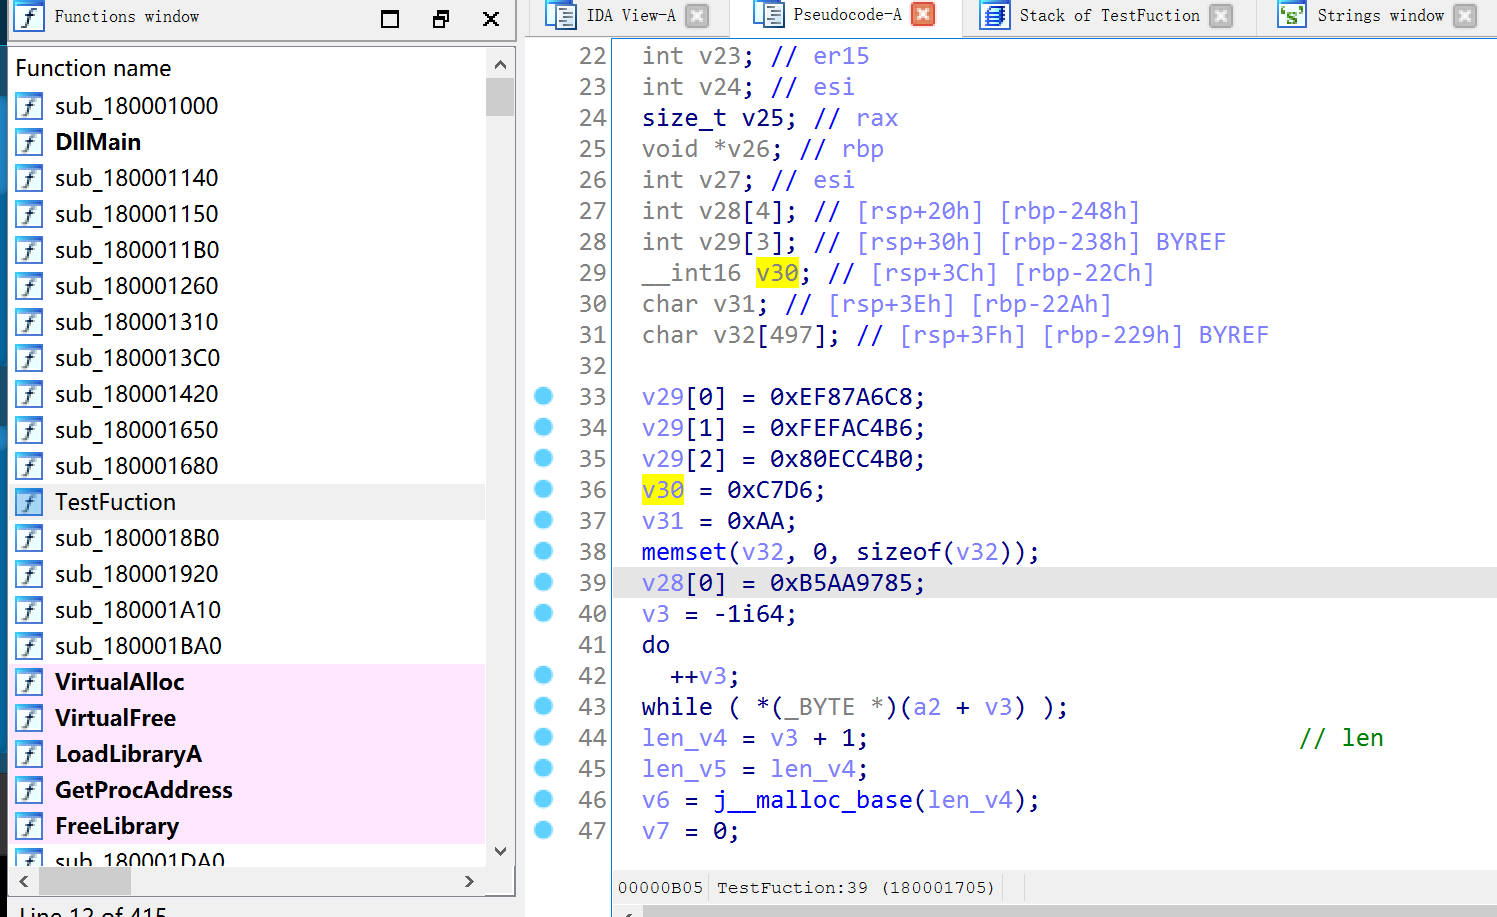 Functions window
IDA View-A
Pseudocode-A
Stack of TestFuction
Strings window
Function name
sub_180001000
DllMain
sub_180001140
sub_180001150
sub_1800011B0
sub_180001260
sub_180001310
sub_1800013C0
sub_180001420
sub_180001650
sub_180001680
TestFuction
sub_1800018B0
sub_180001920
sub_180001A10
sub_180001BA0
VirtualAlloc
VirtualFree
LoadLibraryA
GetProcAddress
FreeLibrary
sub_180001DA0
Line 12 of 415
22 int v23; // er15
23 int v24; // esi
24 size_t v25; // rax
25 void *v26; // rbp
26 int v27; // esi
27 int v28[4]; // [rsp+20h] [rbp-248h]
28 int v29[3]; // [rsp+30h] [rbp-238h] BYREF
29 __int16 v30; // [rsp+3Ch] [rbp-22Ch]
30 char v31; // [rsp+3Eh] [rbp-22Ah]
31 char v32[497]; // [rsp+3Fh] [rbp-229h] BYREF
32
33 v29[0] = 0xEF87A6C8;
34 v29[1] = 0xFEFAC4B6;
35 v29[2] = 0x80ECC4B0;
36 v30 = 0xC7D6;
37 v31 = 0xAA;
38 memset(v32, 0, sizeof(v32));
39 v28[0] = 0xB5AA9785;
40 v3 = -1i64;
41 do
42 ++v3;
43 while ( *(_BYTE *)(a2 + v3) );
44 len_v4 = v3 + 1; // len
45 len_v5 = len_v4;
46 v6 = j__malloc_base(len_v4);
47 v7 = 0;
00000B05 TestFuction:39 (180001705)